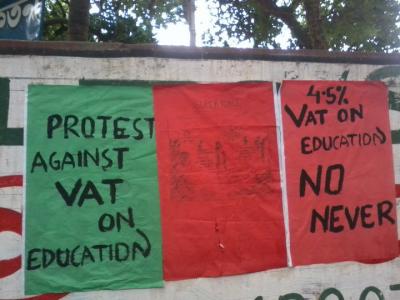 PROTEST
AGAINST
VAT
ON
EDUCATION
4.5%
VAT ON
EDUCATION
NO
NEVER